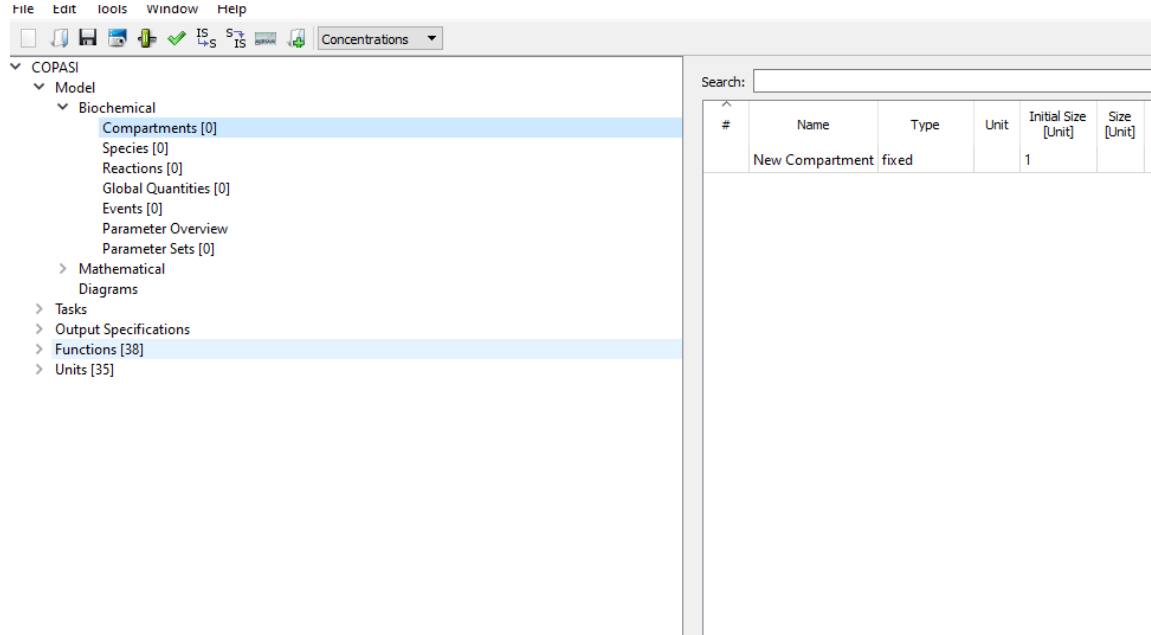 File Edit Tools Window Help
IS S S IS Concentrations
COPASI
Model
Biochemical
Compartments [0]
Species [0]
Reactions [0]
Global Quantities [0]
Events [0]
Parameter Overview
Parameter Sets [0]
Mathematical
Diagrams
Tasks
Output Specifications
Functions [38]
Units [35]
Search:
# Name Type Unit Initial Size [Unit] Size [Unit]
New Compartment fixed 1